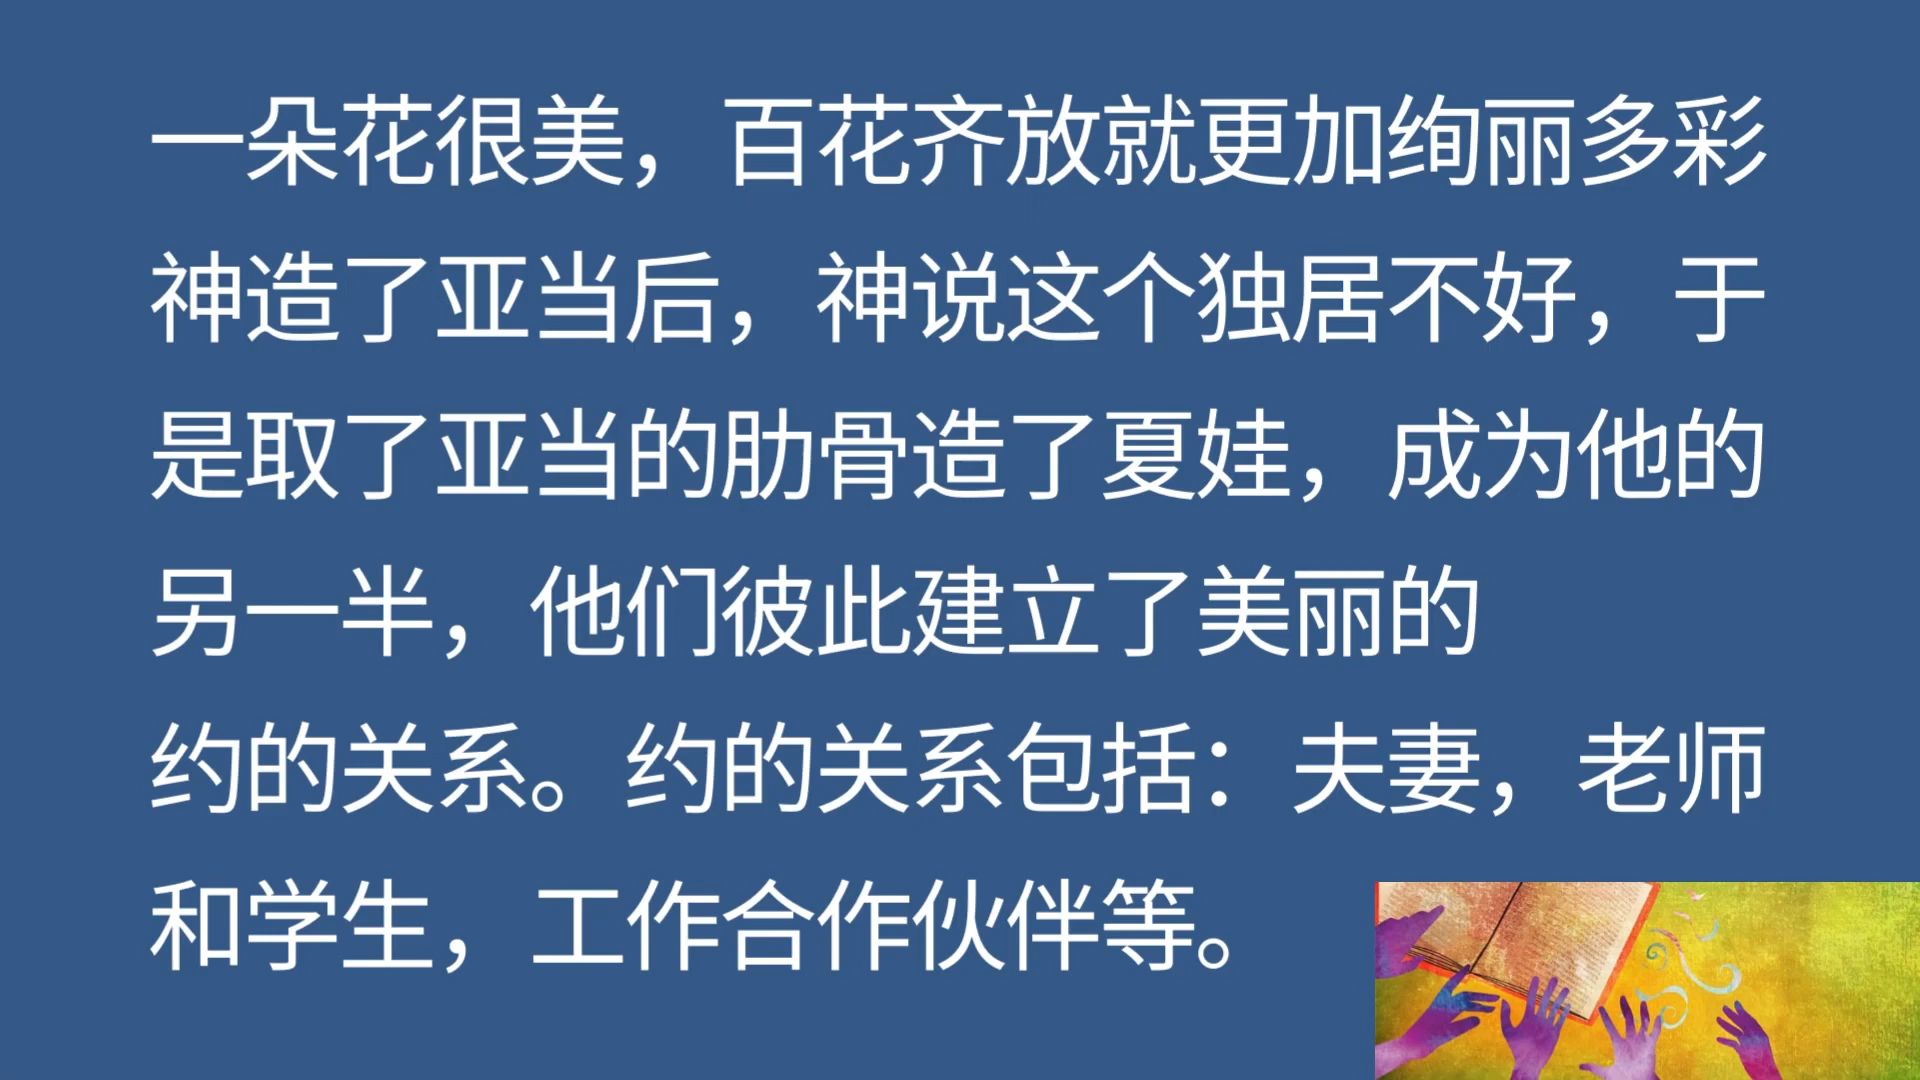 一朵花很美，百花齐放就更加绚丽多彩
神造了亚当后，神说这个独居不好，于
是取了亚当的肋骨造了夏娃，成为他的
另一半，他们彼此建立了美丽的
约的关系。约的关系包括：夫妻，老师
和学生，工作合作伙伴等。